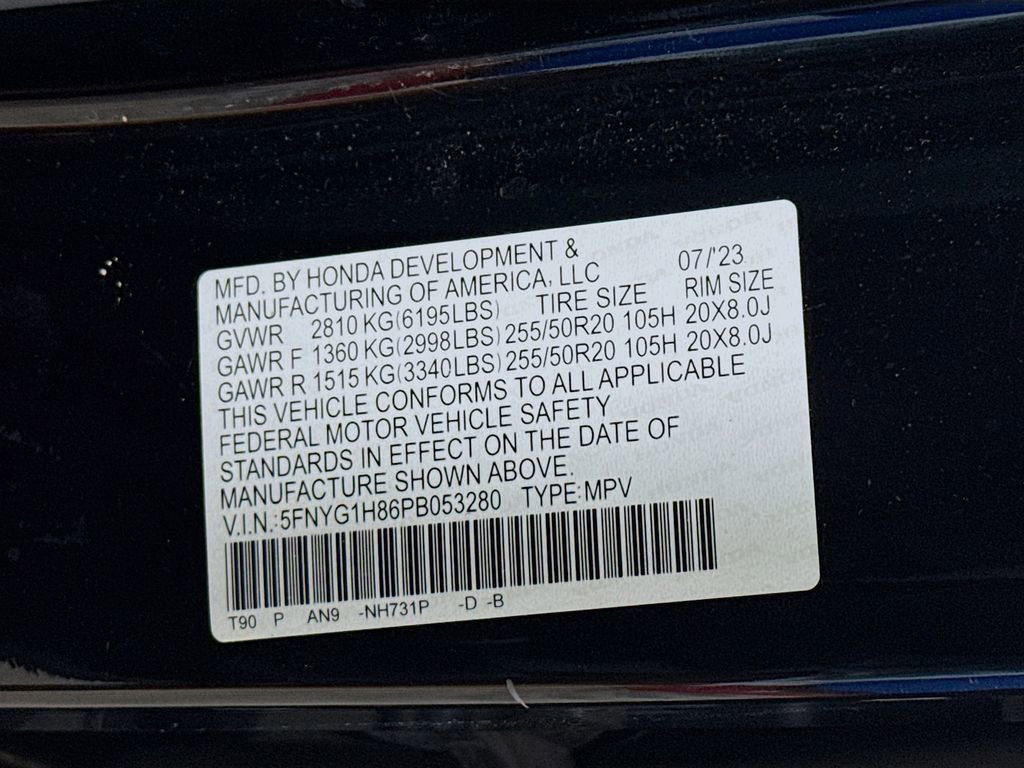 MFD. BY HONDA DEVELOPMENT &
MANUFACTURING OF AMERICA, LLC 07/'23
GVWR 2810 KG(6195LBS) TIRE SIZE RIM SIZE
GAWR F 1360 KG(2998LBS) 255/50R20 105H 20X8.0J
GAWR R 1515 KG(3340LBS) 255/50R20 105H 20X8.0J
THIS VEHICLE CONFORMS TO ALL APPLICABLE
FEDERAL MOTOR VEHICLE SAFETY
STANDARDS IN EFFECT ON THE DATE OF
MANUFACTURE SHOWN ABOVE.
V.I.N.:5FNYG1H86PB053280 TYPE:MPV
T90 P AN9 -NH731P -D -B